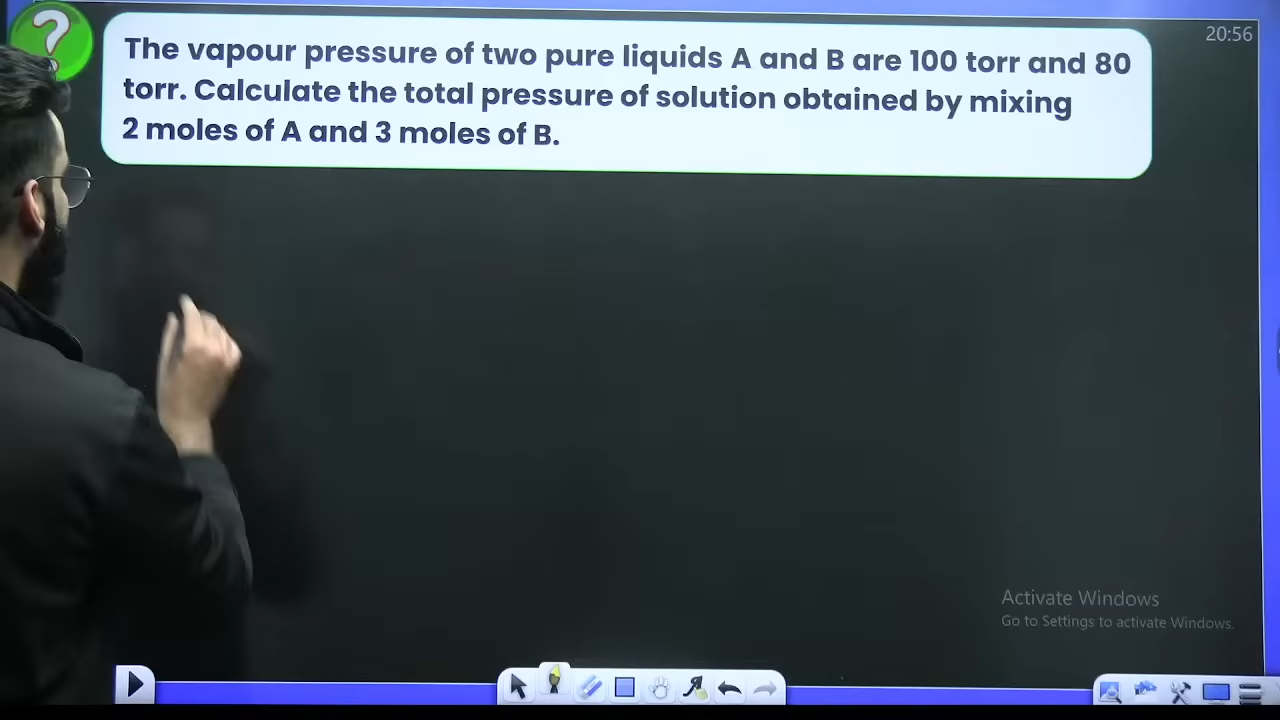 ?
20:56
The vapour pressure of two pure liquids A and B are 100 torr and 80
torr. Calculate the total pressure of solution obtained by mixing
2 moles of A and 3 moles of B.
Activate Windows
Go to Settings to activate Windows.